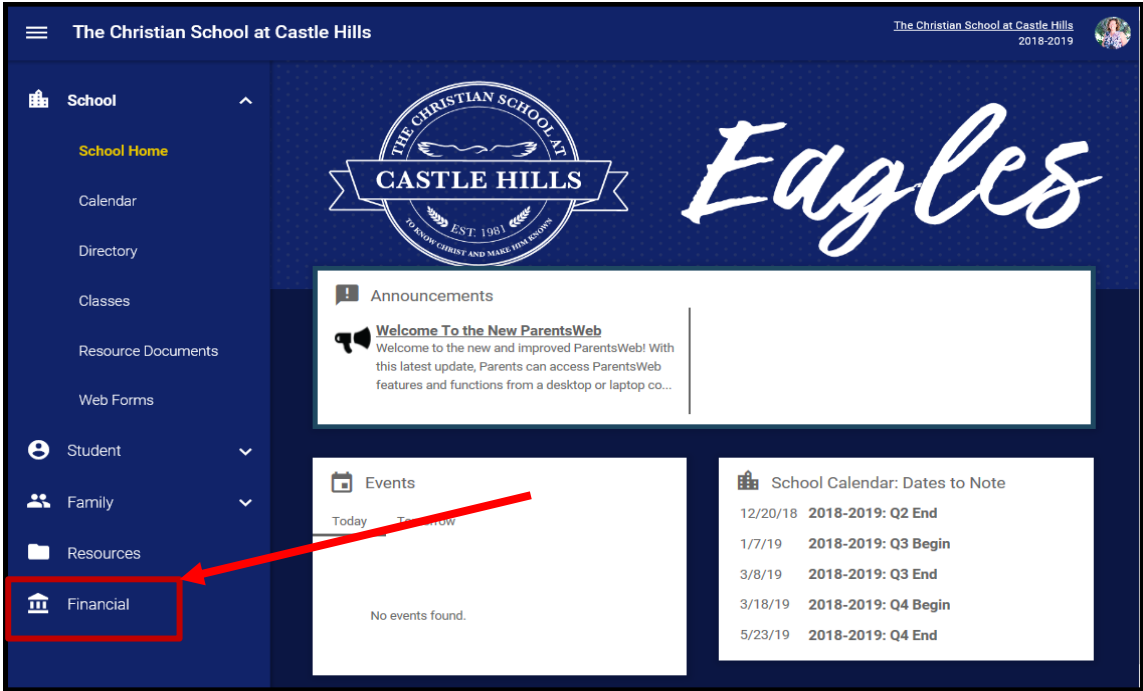 The Christian School at Castle Hills
The Christian School at Castle Hills
2018-2019
School
School Home
Calendar
Directory
Classes
Resource Documents
Web Forms
Student
Family
Resources
Financial
THE CHRISTIAN SCHOOL AT
CASTLE HILLS
EST. 1981
TO KNOW CHRIST AND MAKE HIM KNOWN
Eagles
Announcements
Welcome To the New ParentsWeb
Welcome to the new and improved ParentsWeb! With
this latest update, Parents can access ParentsWeb
features and functions from a desktop or laptop co...
Events
Today Tomorrow
No events found.
School Calendar: Dates to Note
12/20/18 2018-2019: Q2 End
1/7/19 2018-2019: Q3 Begin
3/8/19 2018-2019: Q3 End
3/18/19 2018-2019: Q4 Begin
5/23/19 2018-2019: Q4 End